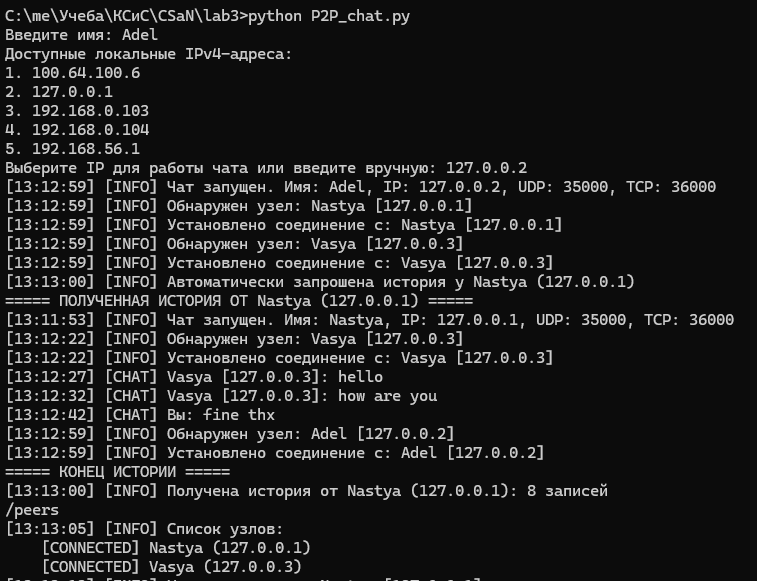 C:\me\Учеба\КСиС\CSaN\lab3>python P2P_chat.py
Введите имя: Adel
Доступные локальные IPv4-адреса:
1. 100.64.100.6
2. 127.0.0.1
3. 192.168.0.103
4. 192.168.0.104
5. 192.168.56.1
Выберите IP для работы чата или введите вручную: 127.0.0.2
[13:12:59] [INFO] Чат запущен. Имя: Adel, IP: 127.0.0.2, UDP: 35000, TCP: 36000
[13:12:59] [INFO] Обнаружен узел: Nastya [127.0.0.1]
[13:12:59] [INFO] Установлено соединение с: Nastya [127.0.0.1]
[13:12:59] [INFO] Обнаружен узел: Vasya [127.0.0.3]
[13:12:59] [INFO] Установлено соединение с: Vasya [127.0.0.3]
[13:13:00] [INFO] Автоматически запрошена история у Nastya (127.0.0.1)
===== ПОЛУЧЕННАЯ ИСТОРИЯ ОТ Nastya (127.0.0.1) =====
[13:11:53] [INFO] Чат запущен. Имя: Nastya, IP: 127.0.0.1, UDP: 35000, TCP: 36000
[13:12:22] [INFO] Обнаружен узел: Vasya [127.0.0.3]
[13:12:22] [INFO] Установлено соединение с: Vasya [127.0.0.3]
[13:12:27] [CHAT] Vasya [127.0.0.3]: hello
[13:12:32] [CHAT] Vasya [127.0.0.3]: how are you
[13:12:42] [CHAT] Вы: fine thx
[13:12:59] [INFO] Обнаружен узел: Adel [127.0.0.2]
[13:12:59] [INFO] Установлено соединение с: Adel [127.0.0.2]
===== КОНЕЦ ИСТОРИИ =====
[13:13:00] [INFO] Получена история от Nastya (127.0.0.1): 8 записей
/peers
[13:13:05] [INFO] Список узлов:
[CONNECTED] Nastya (127.0.0.1)
[CONNECTED] Vasya (127.0.0.3)